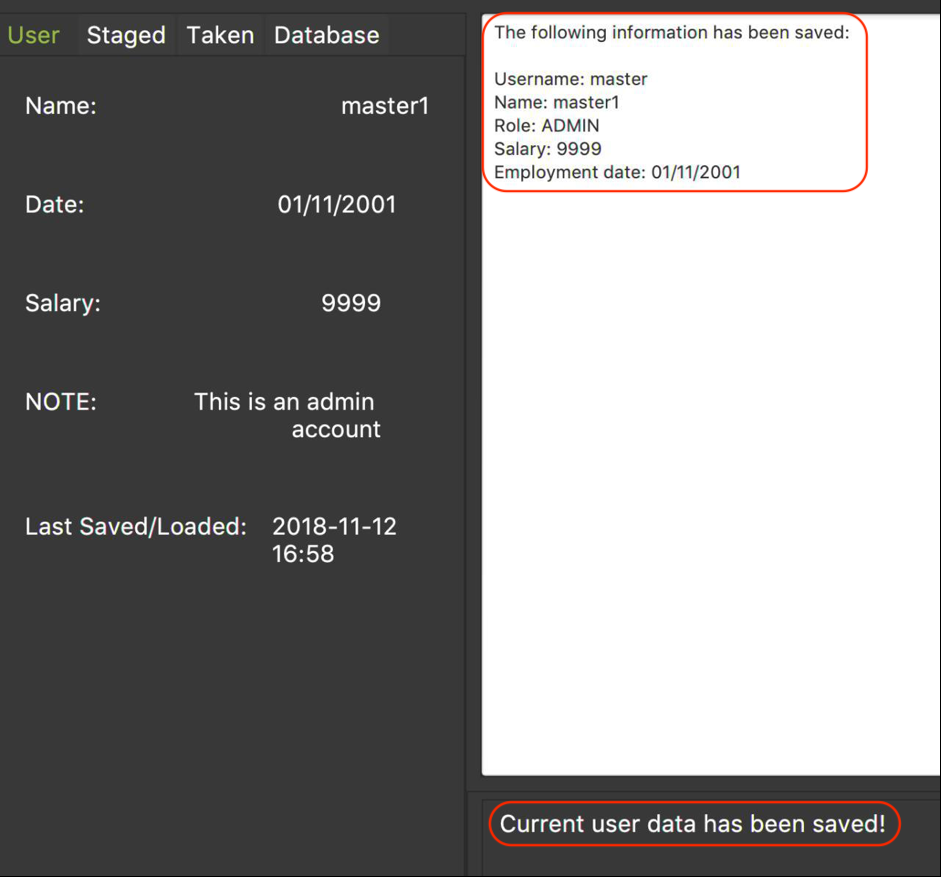 User Staged Taken Database
Name: master1
Date: 01/11/2001
Salary: 9999
NOTE: This is an admin
account
Last Saved/Loaded: 2018-11-12
16:58
The following information has been saved:
Username: master
Name: master1
Role: ADMIN
Salary: 9999
Employment date: 01/11/2001
Current user data has been saved!